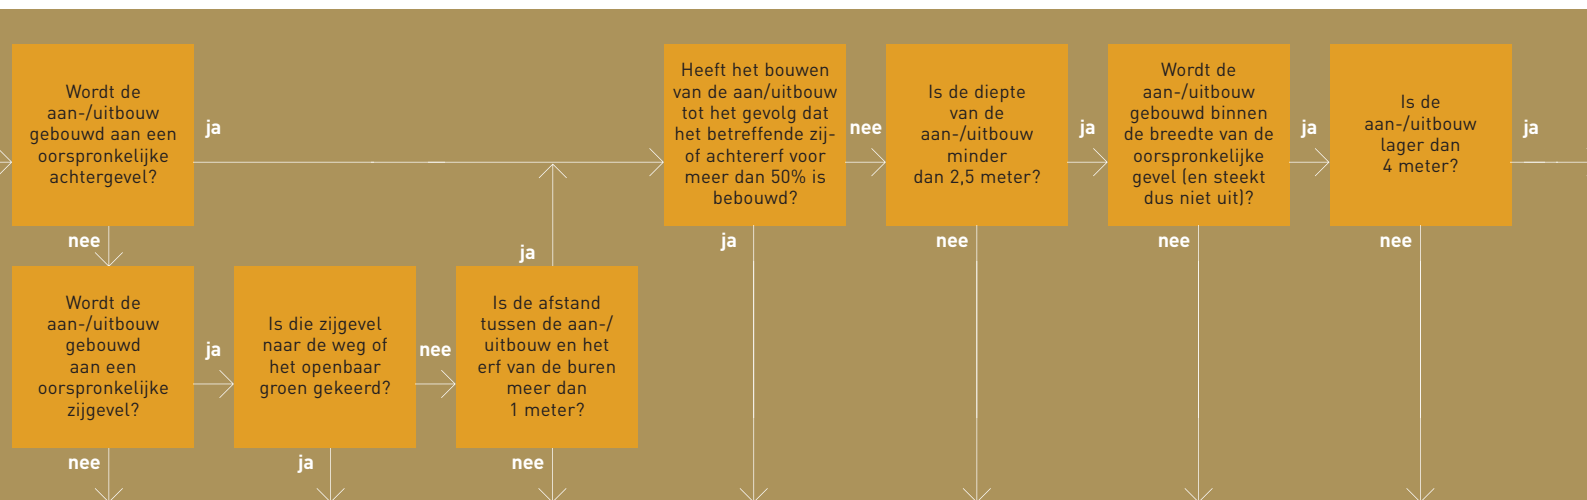 Wordt de
aan-/uitbouw
gebouwd aan een
oorspronkelijke
achtergevel?
ja
nee
Heeft het bouwen
van de aan/uitbouw
tot het gevolg dat
het betreffende zij-
of achtererf voor
meer dan 50% is
bebouwd?
nee
ja
Is de diepte
van de
aan-/uitbouw
minder
dan 2,5 meter?
ja
nee
Wordt de
aan-/uitbouw
gebouwd binnen
de breedte van de
oorspronkelijke
gevel (en steekt
dus niet uit)?
ja
nee
Is de
aan-/uitbouw
lager dan
4 meter?
ja
nee
Wordt de
aan-/uitbouw
gebouwd
aan een
oorspronkelijke
zijgevel?
ja
nee
Is die zijgevel
naar de weg of
het openbaar
groen gekeerd?
nee
ja
Is de afstand
tussen de aan-/
uitbouw en het
erf van de buren
meer dan
1 meter?
ja
nee